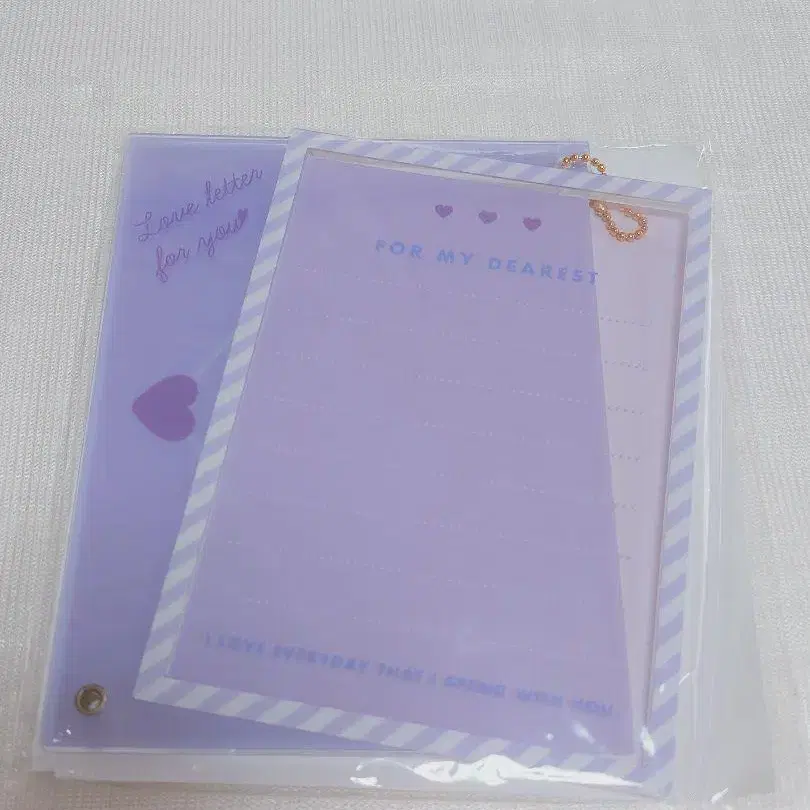 Love letter
for you
FOR MY DEAREST
I LOVE EVERYDAY THAT I SPEND WITH YOU